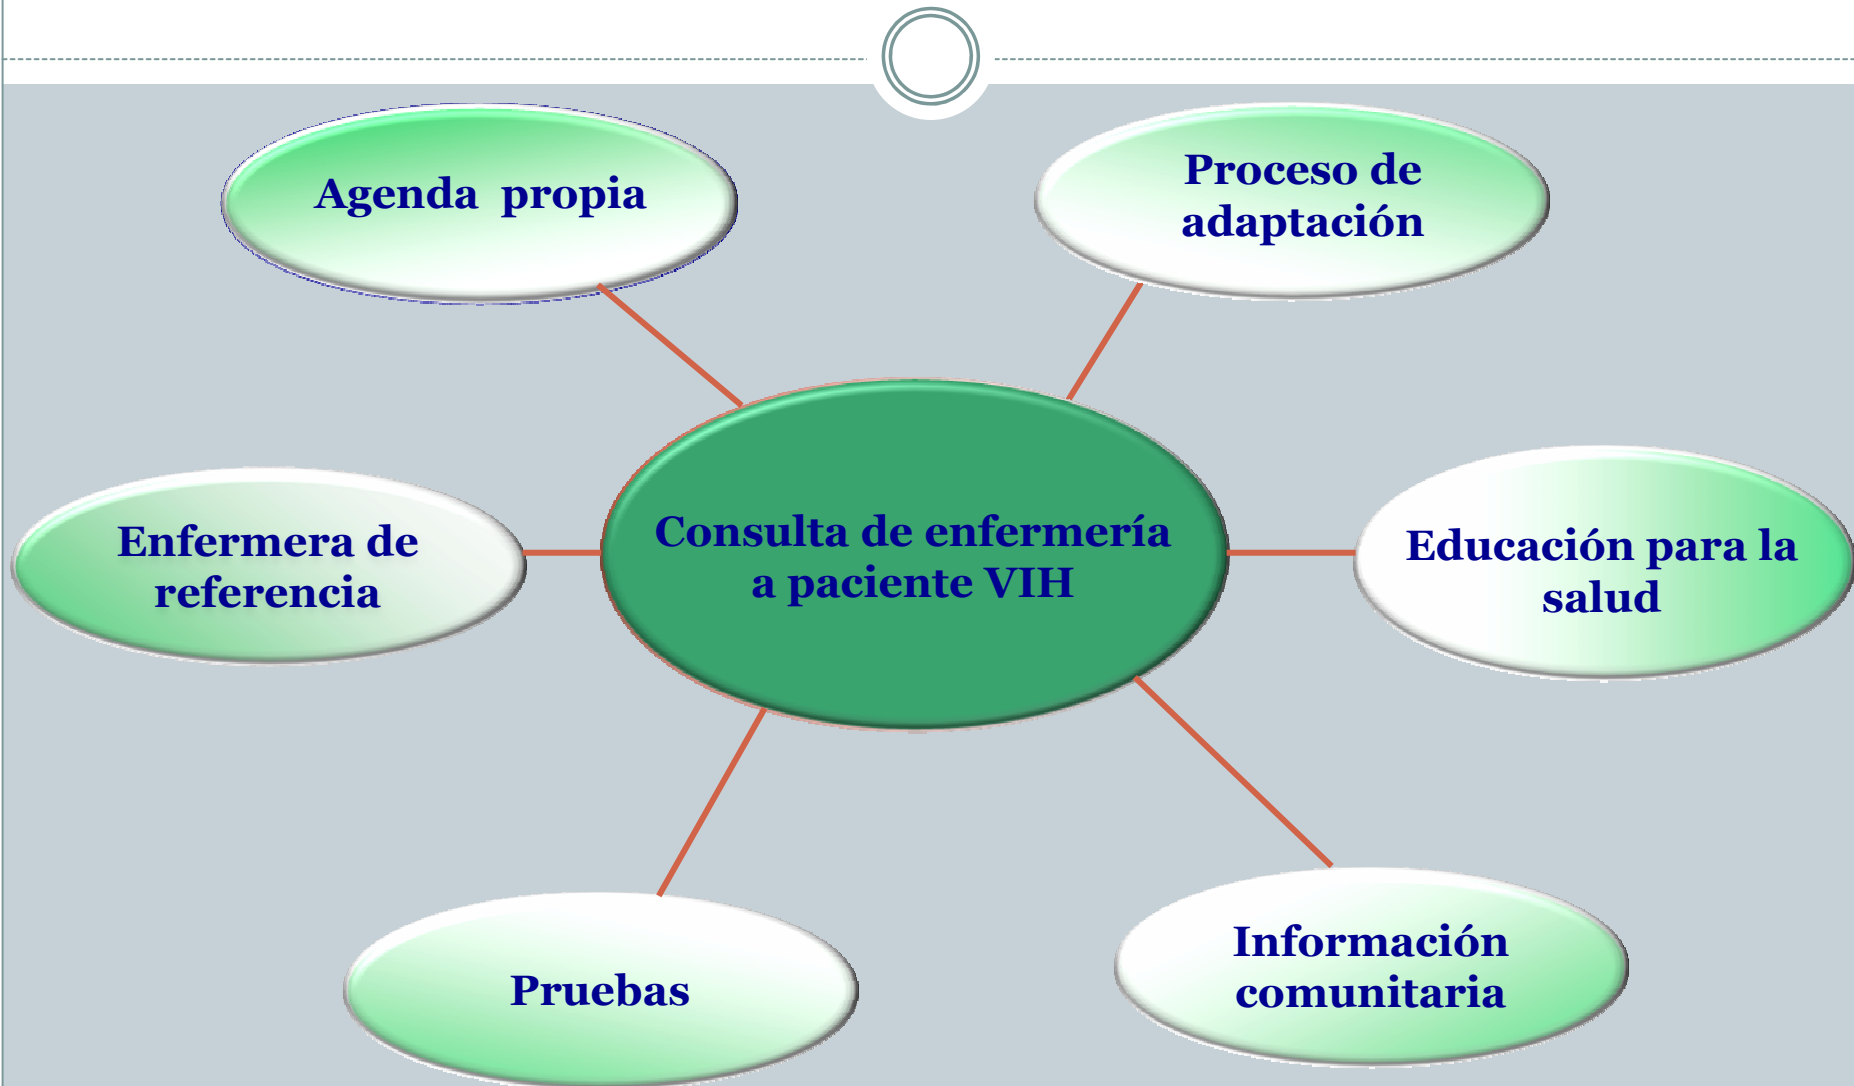 Agenda propia
Proceso de
adaptación
Enfermera de
referencia
Consulta de enfermería
a paciente VIH
Educación para la
salud
Pruebas
Información
comunitaria